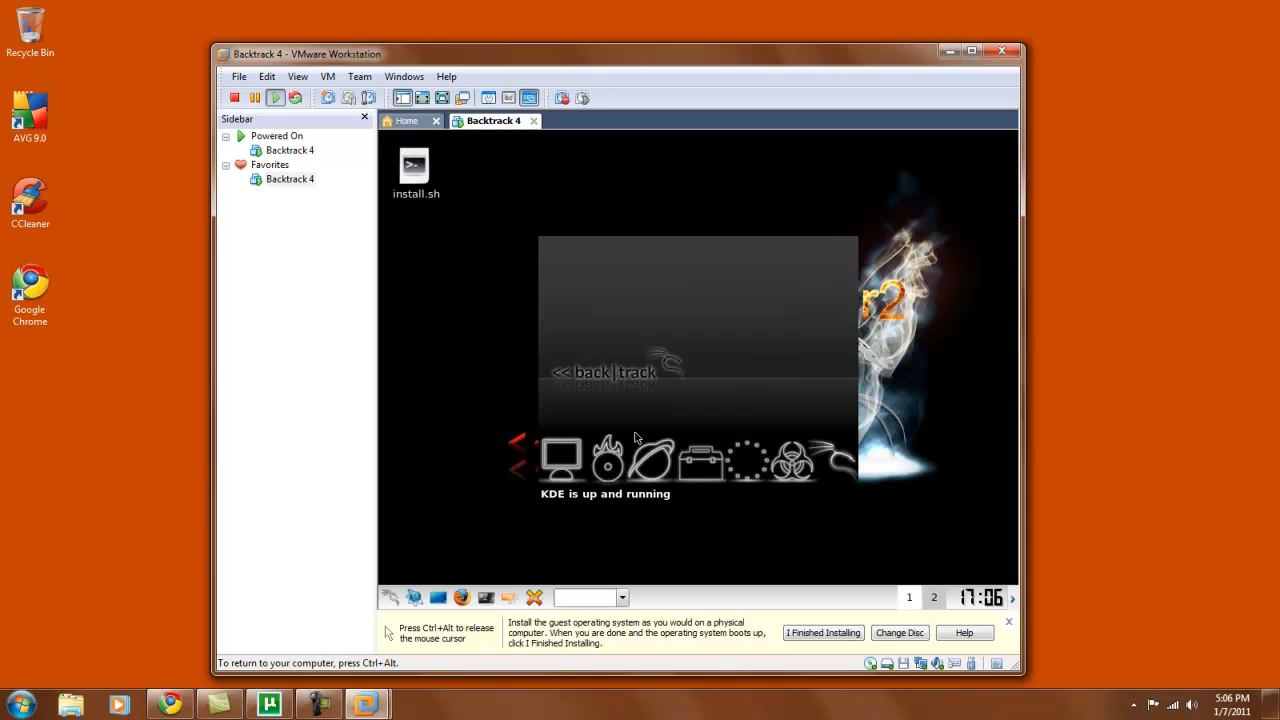 Recycle Bin
AVG 9.0
CCleaner
Google
Chrome
Backtrack 4 - VMware Workstation
File Edit View VM Team Windows Help
Sidebar
Powered On
Backtrack 4
Favorites
Backtrack 4
Home
Backtrack 4
install.sh
r2
<< back|track
KDE is up and running
1 2 17:06
Press Ctrl+Alt to release
the mouse cursor
Install the guest operating system as you would on a physical
computer. When you are done and the operating system boots up,
click I Finished Installing.
I Finished Installing
Change Disc
Help
To return to your computer, press Ctrl+Alt.
5:06 PM
1/7/2011